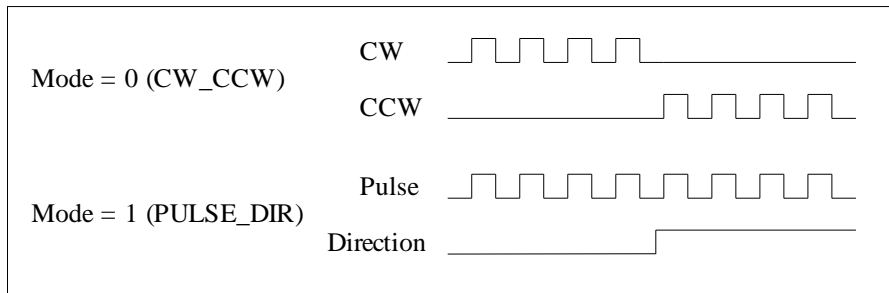 CW
Mode = 0 (CW_CCW)
CCW
Pulse
Mode = 1 (PULSE_DIR)
Direction